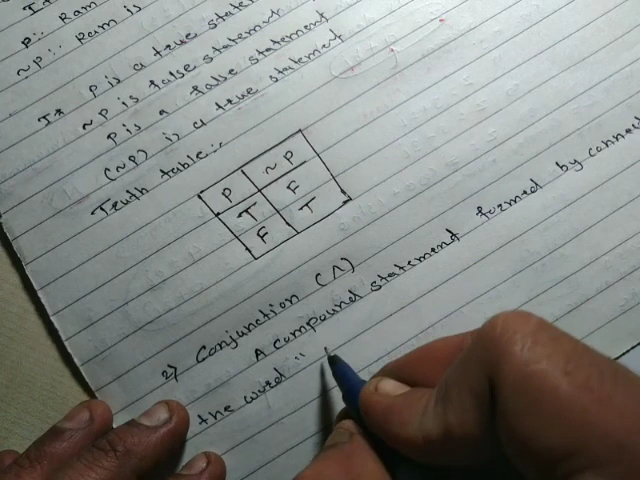 P:- Ram
~P:- Ram is
If P is a true state
~P is false statement
P is a false statement
(~P) is a true statement
Truth table:-
P ~P
T F
F T
2) Conjunction (∧)
A compound statement formed by connect
the word "